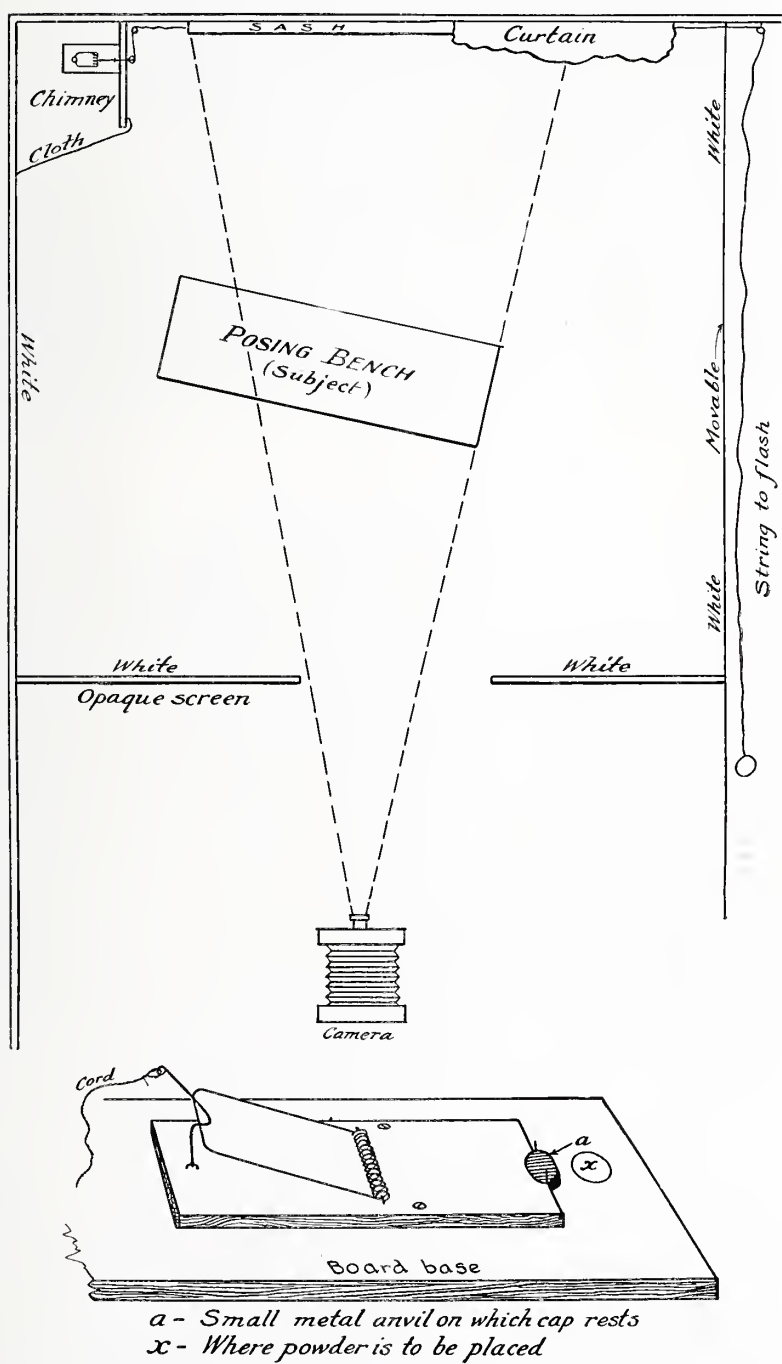 SASH
Curtain
Chimney
Cloth
White
White
POSING BENCH
(Subject)
Movable
String to flash
White
White
White
Opaque screen
Camera
Cord
a
x
Board base
a - Small metal anvil on which cap rests
x - Where powder is to be placed